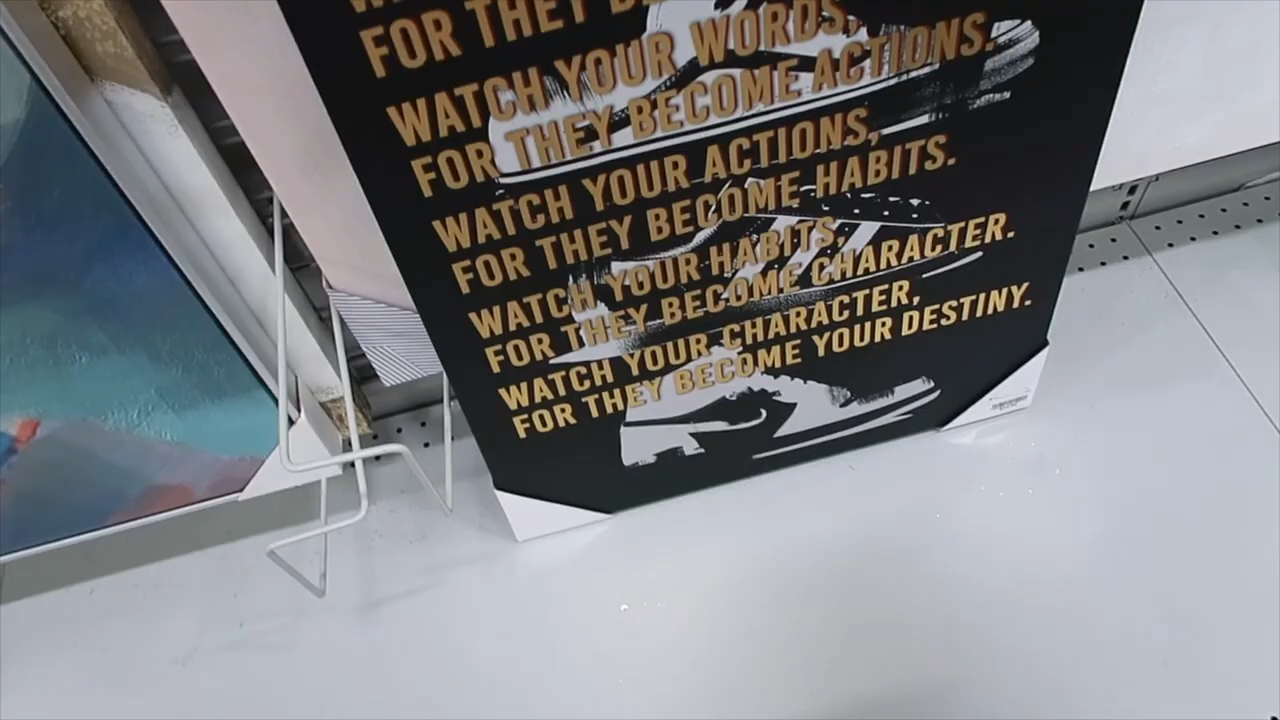 FOR THEY
WATCH YOUR WORDS,
FOR THEY BECOME ACTIONS.
WATCH YOUR ACTIONS,
FOR THEY BECOME HABITS.
WATCH YOUR HABITS,
FOR THEY BECOME CHARACTER.
WATCH YOUR CHARACTER,
FOR THEY BECOME YOUR DESTINY.